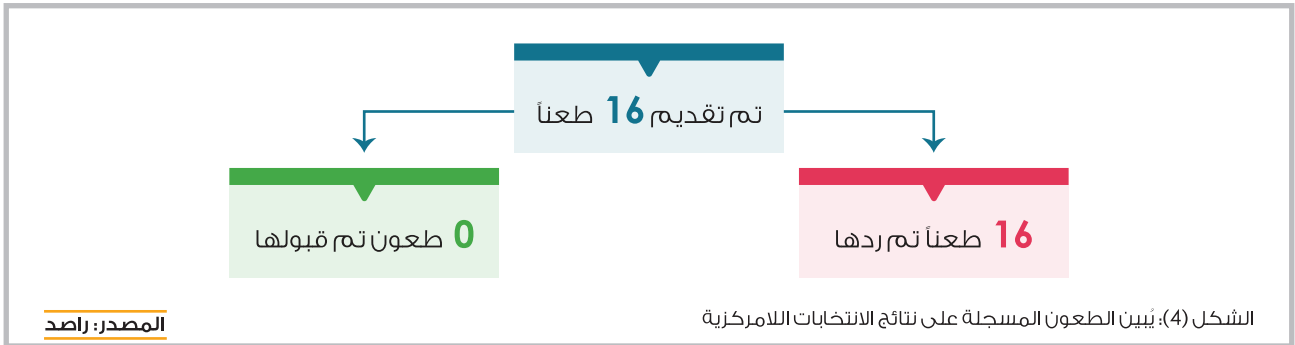 تم تقديم 16 طعناً
16 طعناً تم ردها
0 طعون تم قبولها
الشكل (4): يُبين الطعون المسجلة على نتائج الانتخابات اللامركزية
المصدر: راصد